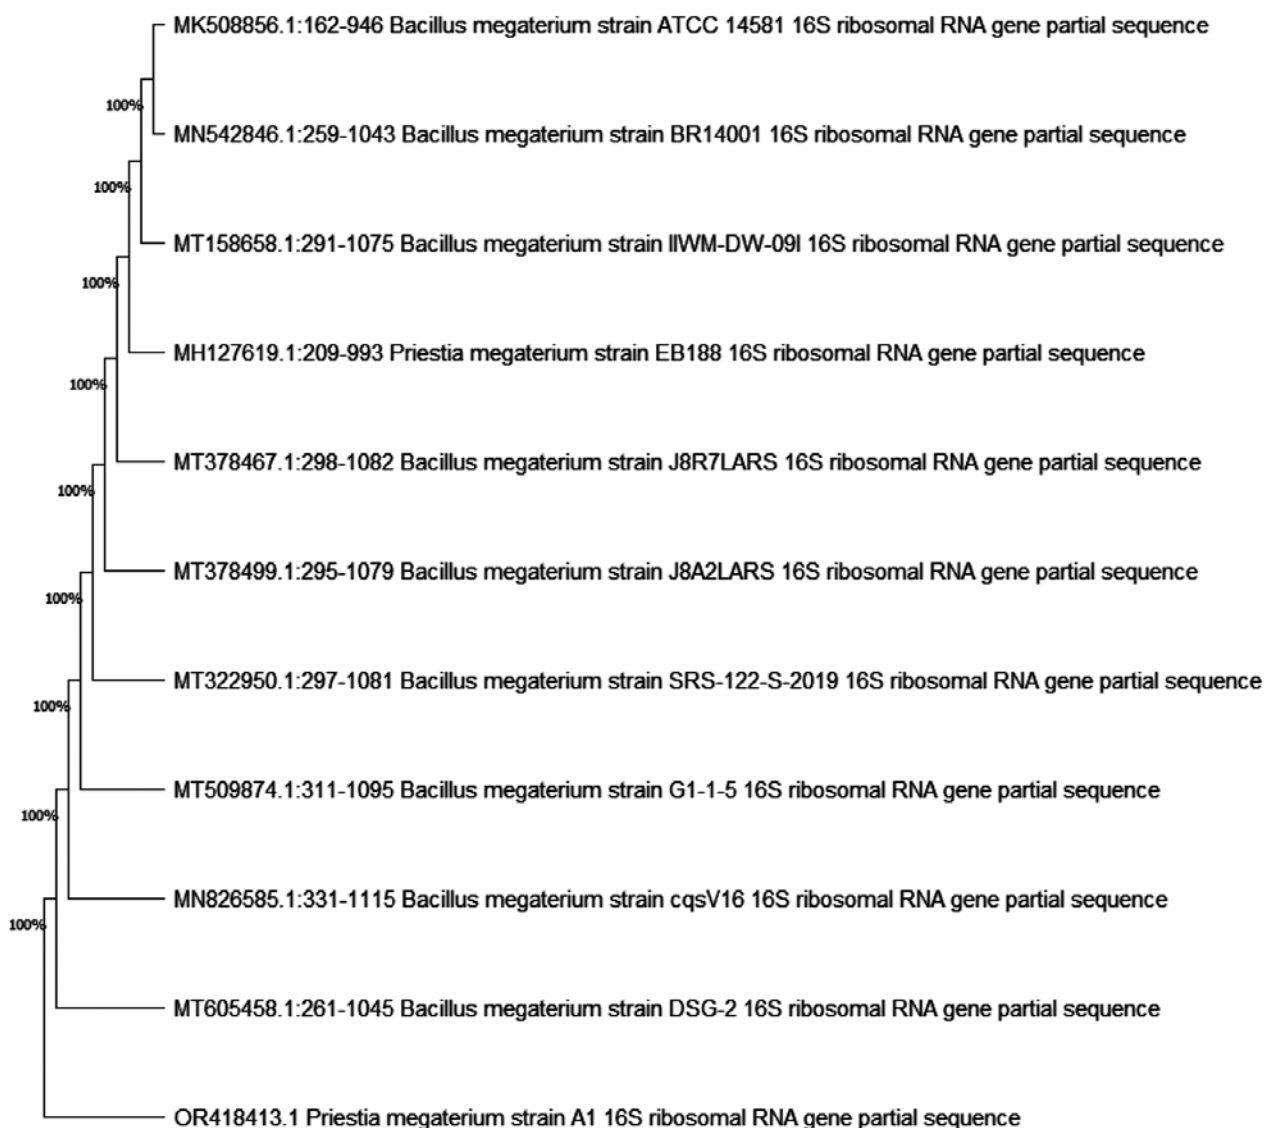 MK508856.1:162-946 Bacillus megaterium strain ATCC 14581 16S ribosomal RNA gene partial sequence
100%
MN542846.1:259-1043 Bacillus megaterium strain BR14001 16S ribosomal RNA gene partial sequence
100%
MT158658.1:291-1075 Bacillus megaterium strain IIWM-DW-09I 16S ribosomal RNA gene partial sequence
100%
MH127619.1:209-993 Priestia megaterium strain EB188 16S ribosomal RNA gene partial sequence
100%
MT378467.1:298-1082 Bacillus megaterium strain J8R7LARS 16S ribosomal RNA gene partial sequence
100%
MT378499.1:295-1079 Bacillus megaterium strain J8A2LARS 16S ribosomal RNA gene partial sequence
100%
MT322950.1:297-1081 Bacillus megaterium strain SRS-122-S-2019 16S ribosomal RNA gene partial sequence
100%
MT509874.1:311-1095 Bacillus megaterium strain G1-1-5 16S ribosomal RNA gene partial sequence
100%
MN826585.1:331-1115 Bacillus megaterium strain cqsV16 16S ribosomal RNA gene partial sequence
100%
MT605458.1:261-1045 Bacillus megaterium strain DSG-2 16S ribosomal RNA gene partial sequence
OR418413.1 Priestia megaterium strain A1 16S ribosomal RNA gene partial sequence